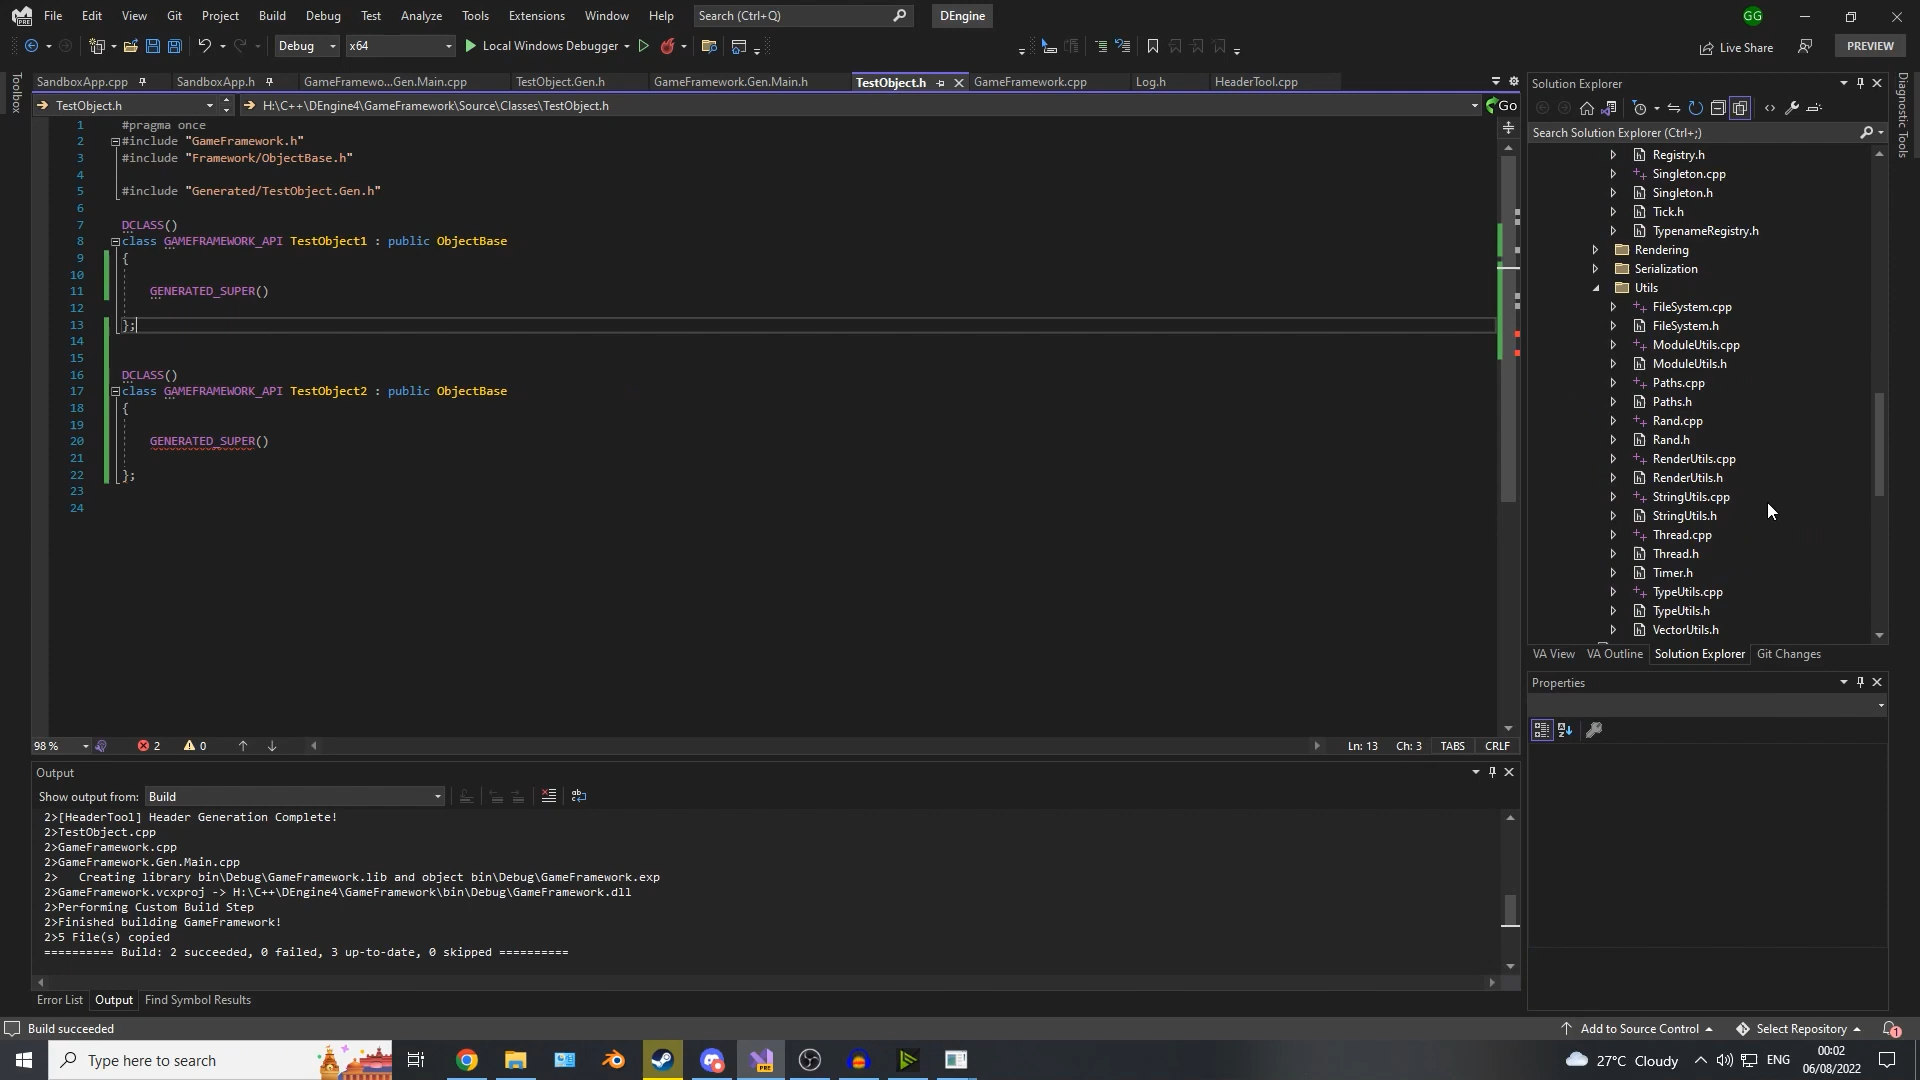 File Edit View Git Project Build Debug Test Analyze Tools Extensions Window Help Search (Ctrl+Q) DEngine GG
Debug x64 Local Windows Debugger Live Share PREVIEW
SandboxApp.cpp SandboxApp.h GameFramewo...Gen.Main.cpp TestObject.Gen.h GameFramework.Gen.Main.h TestObject.h GameFramework.cpp Log.h HeaderTool.cpp
Toolbox
TestObject.h H:\C++\DEngine4\GameFramework\Source\Classes\TestObject.h Go
1 #pragma once
2 #include "GameFramework.h"
3 #include "Framework/ObjectBase.h"
4
5 #include "Generated/TestObject.Gen.h"
6
7 DCLASS()
8 class GAMEFRAMEWORK_API TestObject1 : public ObjectBase
9 {
10
11 GENERATED_SUPER()
12
13 };
14
15
16 DCLASS()
17 class GAMEFRAMEWORK_API TestObject2 : public ObjectBase
18 {
19
20 GENERATED_SUPER()
21
22 };
23
24
98 % 2 0 Ln: 13 Ch: 3 TABS CRLF
Output
Show output from: Build
2>[HeaderTool] Header Generation Complete!
2>TestObject.cpp
2>GameFramework.cpp
2>GameFramework.Gen.Main.cpp
2> Creating library bin\Debug\GameFramework.lib and object bin\Debug\GameFramework.exp
2>GameFramework.vcxproj -> H:\C++\DEngine4\GameFramework\bin\Debug\GameFramework.dll
2>Performing Custom Build Step
2>Finished building GameFramework!
2>5 File(s) copied
========== Build: 2 succeeded, 0 failed, 3 up-to-date, 0 skipped ==========
Error List Output Find Symbol Results
Solution Explorer
Search Solution Explorer (Ctrl+;)
Registry.h
Singleton.cpp
Singleton.h
Tick.h
TypenameRegistry.h
Rendering
Serialization
Utils
FileSystem.cpp
FileSystem.h
ModuleUtils.cpp
ModuleUtils.h
Paths.cpp
Paths.h
Rand.cpp
Rand.h
RenderUtils.cpp
RenderUtils.h
StringUtils.cpp
StringUtils.h
Thread.cpp
Thread.h
Timer.h
TypeUtils.cpp
TypeUtils.h
VectorUtils.h
VA View VA Outline Solution Explorer Git Changes
Properties
Diagnostic Tools
Build succeeded Add to Source Control Select Repository 1
Type here to search PRE 27°C Cloudy ENG 00:02
06/08/2022